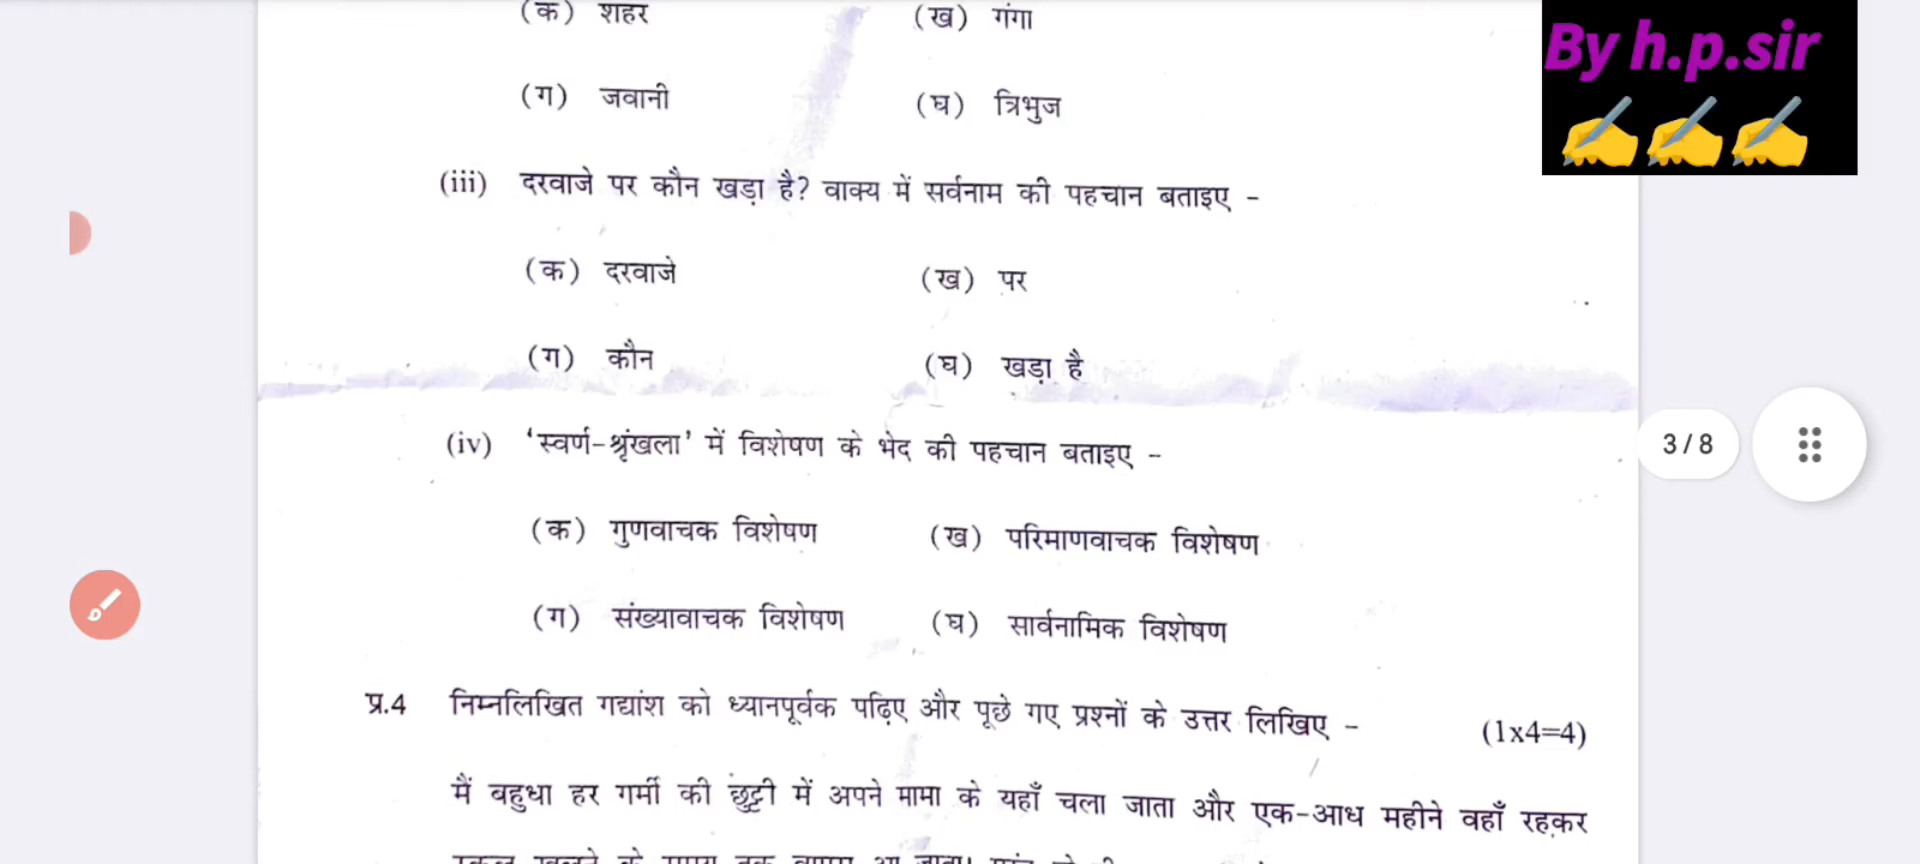 (क) शहर (ख) गंगा
By h.p.sir
(ग) जवानी (घ) त्रिभुज
(iii) दरवाजे पर कौन खड़ा है? वाक्य में सर्वनाम की पहचान बताइए -
(क) दरवाजे (ख) पर
(ग) कौन (घ) खड़ा है
(iv) 'स्वर्ण-श्रृंखला' में विशेषण के भेद की पहचान बताइए -
3 / 8
(क) गुणवाचक विशेषण (ख) परिमाणवाचक विशेषण
(ग) संख्यावाचक विशेषण (घ) सार्वनामिक विशेषण
प्र.4 निम्नलिखित गद्यांश को ध्यानपूर्वक पढ़िए और पूछे गए प्रश्नों के उत्तर लिखिए - (1x4=4)
मैं बहुधा हर गर्मी की छुट्टी में अपने मामा के यहाँ चला जाता और एक-आध महीने वहाँ रहकर